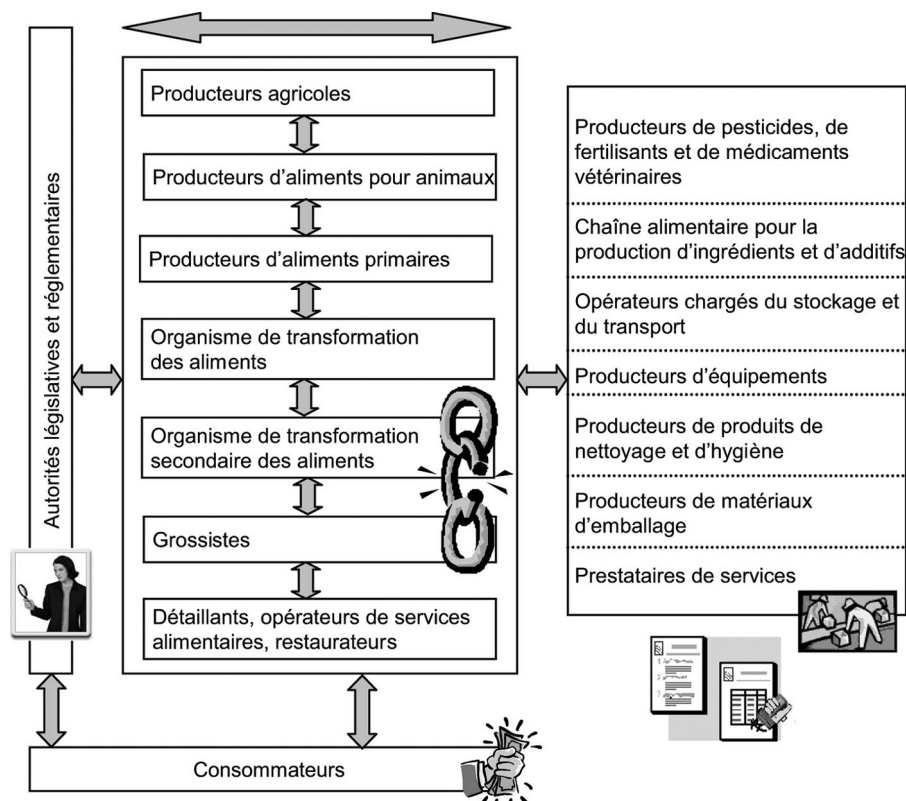 Autorités législatives et réglementaires
Producteurs agricoles
Producteurs d'aliments pour animaux
Producteurs d'aliments primaires
Organisme de transformation
des aliments
Organisme de transformation
secondaire des aliments
Grossistes
Détaillants, opérateurs de services
alimentaires, restaurateurs
Producteurs de pesticides, de
fertilisants et de médicaments
vétérinaires
Chaîne alimentaire pour la
production d'ingrédients et d'additifs
Opérateurs chargés du stockage et
du transport
Producteurs d'équipements
Producteurs de produits de
nettoyage et d'hygiène
Producteurs de matériaux
d'emballage
Prestataires de services
Consommateurs